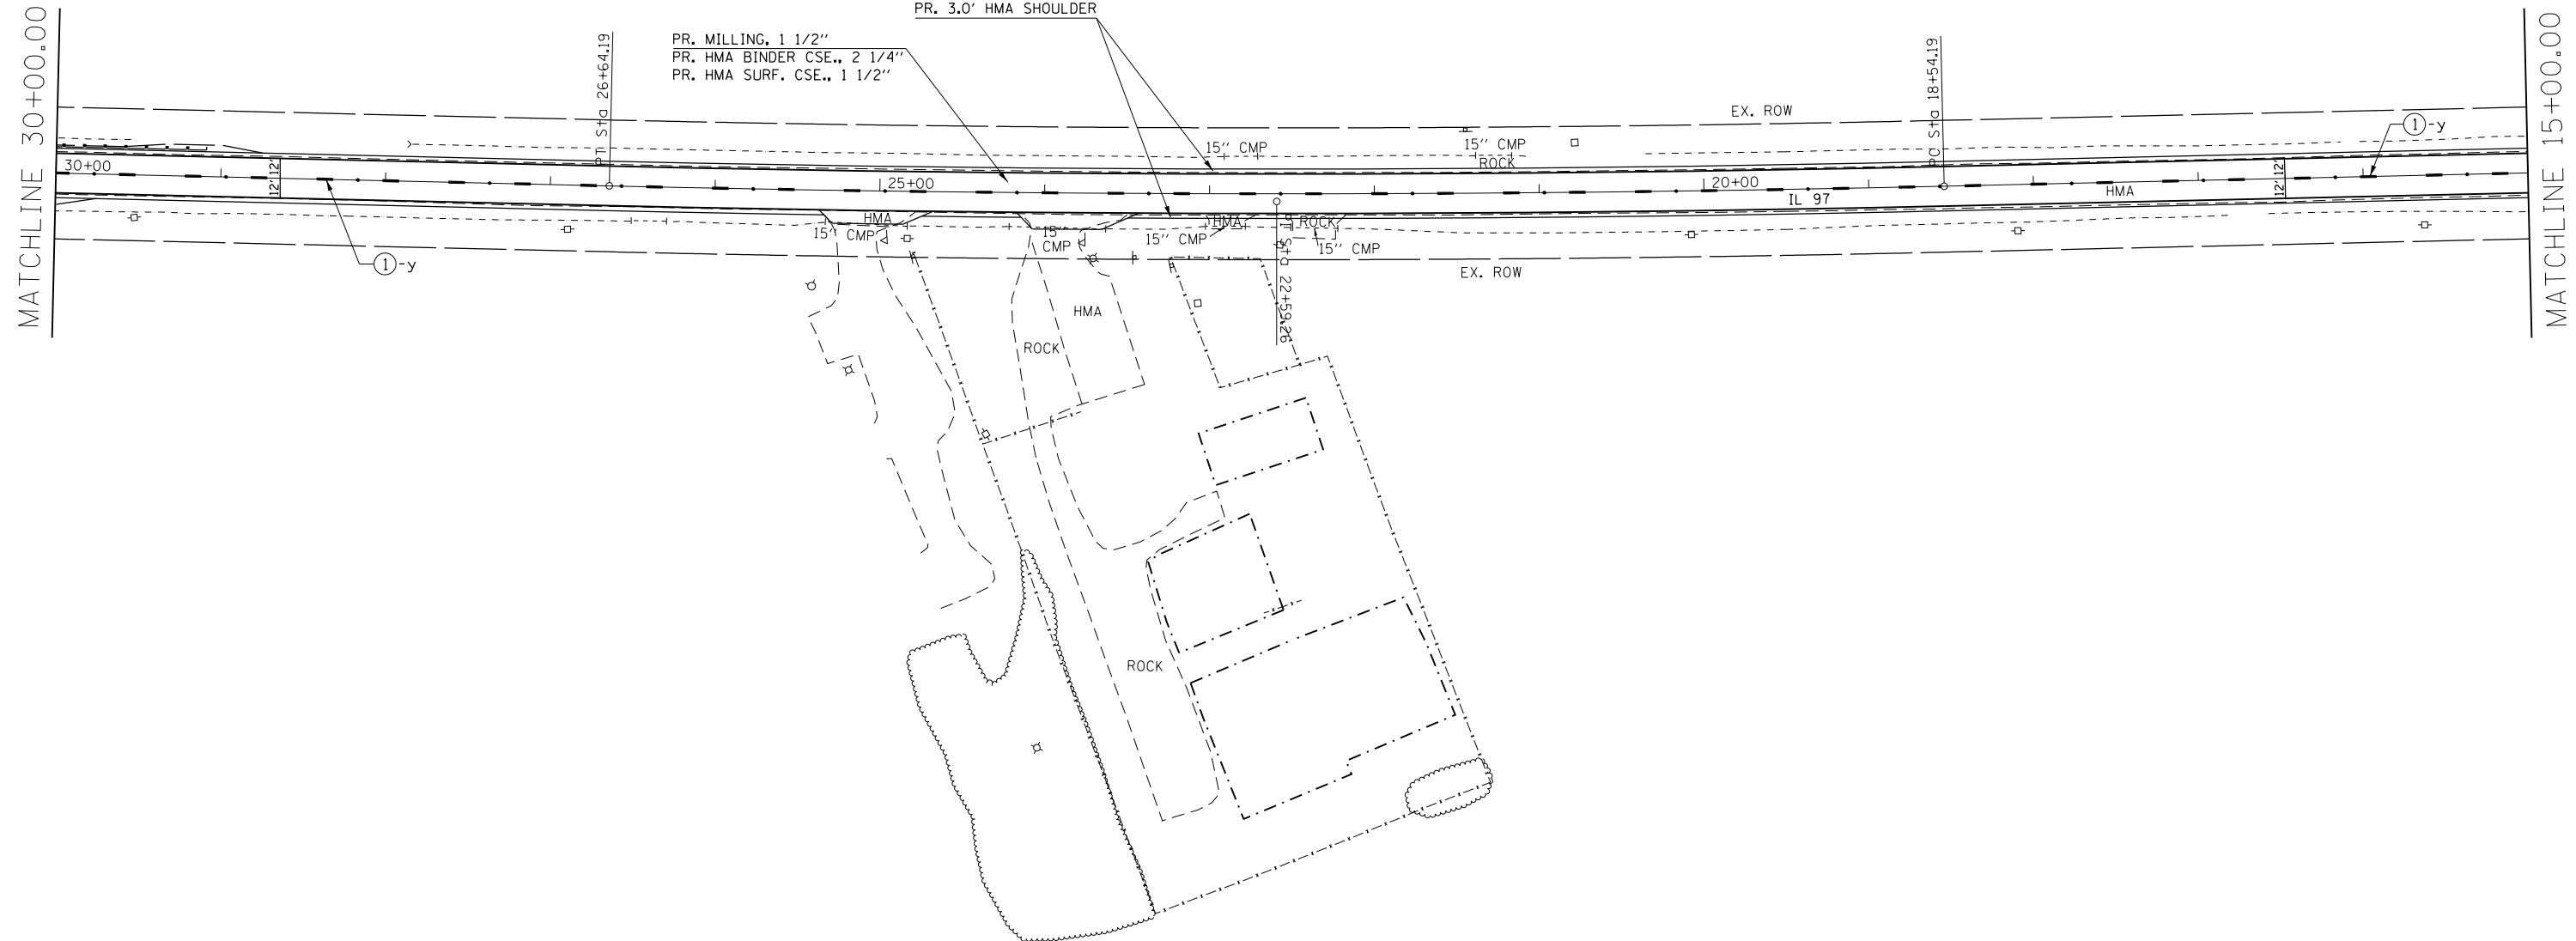 PR. 3.0' HMA SHOULDER
PR. MILLING, 1 1/2"
PR. HMA BINDER CSE., 2 1/4"
PR. HMA SURF. CSE., 1 1/2"
MATCHLINE 30+00.00
MATCHLINE 15+00.00
PT Sta 26+64.19
PC Sta 18+54.19
EX. ROW
1-y
15" CMP
15" CMP
ROCK
30+00
12' 12'
25+00
20+00
IL 97
HMA
12' 12'
HMA
15" CMP
15" CMP
HMA
15" CMP
ROCK
15" CMP
PI Sta 22+59.26
1-y
EX. ROW
HMA
ROCK
ROCK